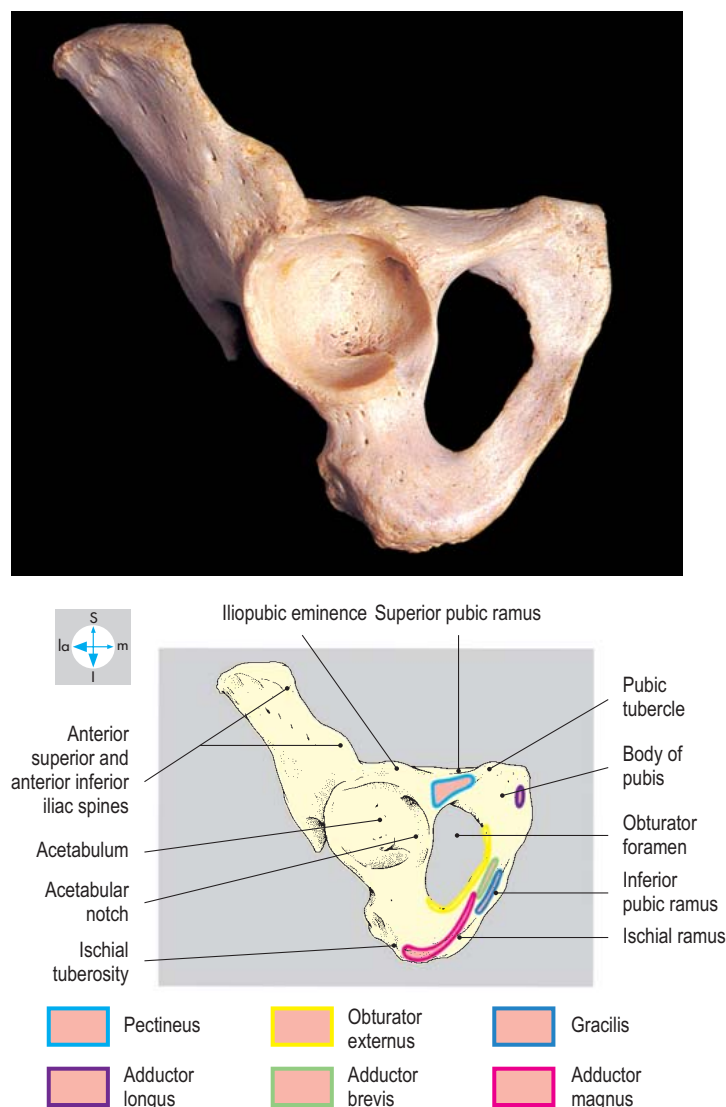 S
la
m
I
Iliopubic eminence
Superior pubic ramus
Anterior
superior and
anterior inferior
iliac spines
Acetabulum
Acetabular
notch
Ischial
tuberosity
Pubic
tubercle
Body of
pubis
Obturator
foramen
Inferior
pubic ramus
Ischial ramus
Pectineus
Obturator
externus
Gracilis
Adductor
longus
Adductor
brevis
Adductor
magnus